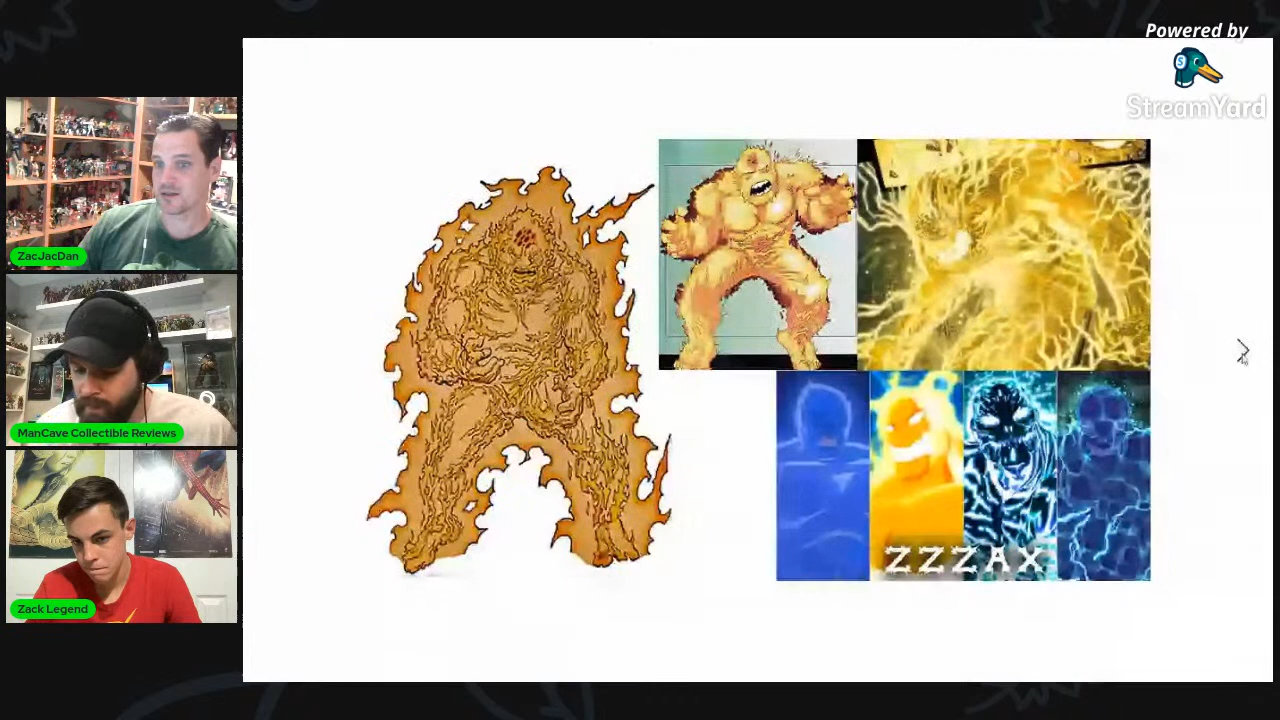 Powered by
StreamYard
ZacJacDan
ManCave Collectible Reviews
Zack Legend
ZZZAX